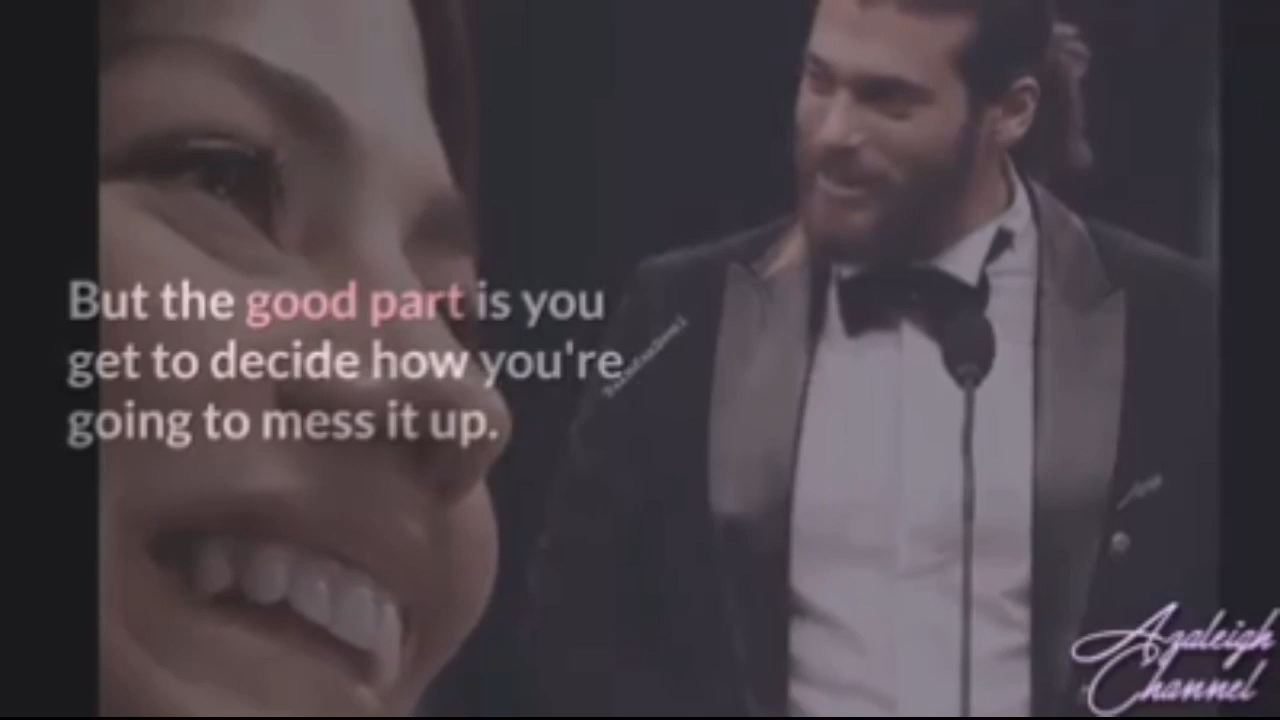 But the good part is you
get to decide how you're
going to mess it up.
Azaleigh
Channel